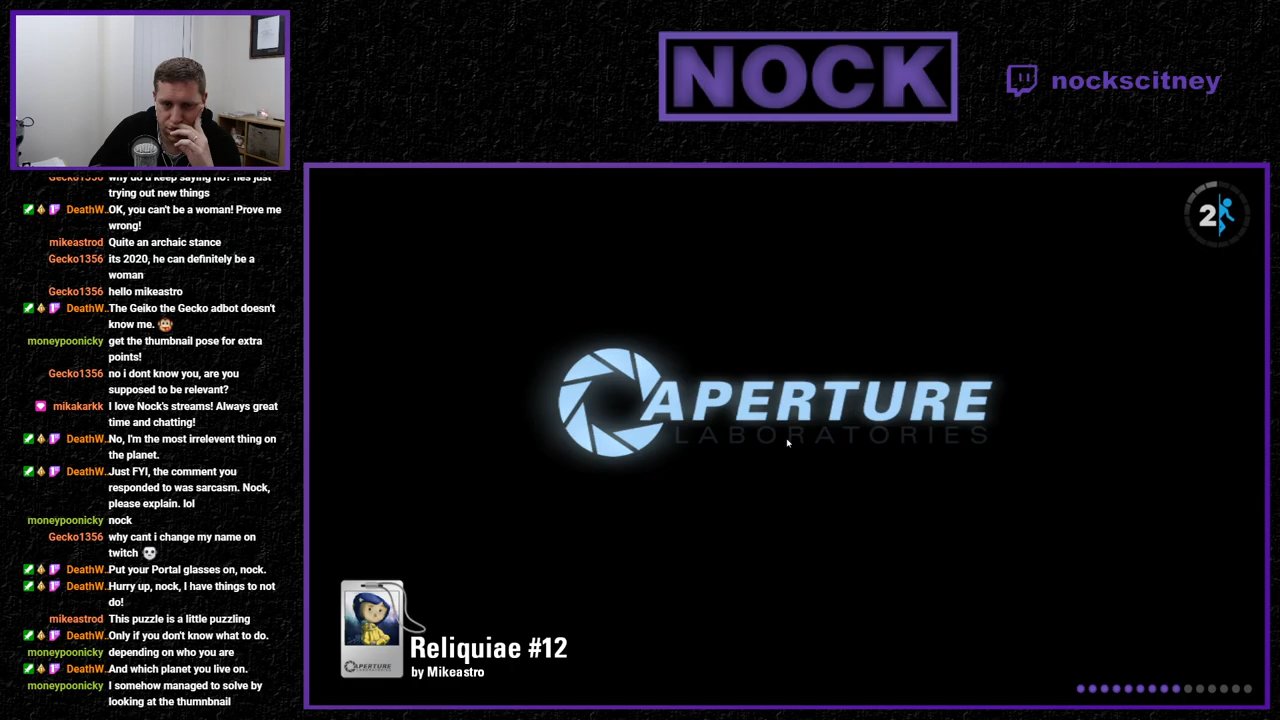 NOCK
nockscitney
Gecko1356 why do u keep saying no? hes just
trying out new things
DeathW.. OK, you can't be a woman! Prove me
wrong!
mikeastrod Quite an archaic stance
Gecko1356 its 2020, he can definitely be a
woman
Gecko1356 hello mikeastro
DeathW.. The Geiko the Gecko adbot doesn't
know me.
moneypoonicky get the thumbnail pose for extra
points!
Gecko1356 no i dont know you, are you
supposed to be relevant?
mikakarkk I love Nock's streams! Always great
time and chatting!
DeathW.. No, I'm the most irrelevent thing on
the planet.
DeathW.. Just FYI, the comment you
responded to was sarcasm. Nock,
please explain. lol
moneypoonicky nock
Gecko1356 why cant i change my name on
twitch
DeathW.. Put your Portal glasses on, nock.
DeathW.. Hurry up, nock, I have things to not
do!
mikeastrod This puzzle is a little puzzling
DeathW.. Only if you don't know what to do.
moneypoonicky depending on who you are
DeathW.. And which planet you live on.
moneypoonicky I somehow managed to solve by
looking at the thumnbnail
2
APERTURE
LABORATORIES
APERTURE
LABORATORIES
Reliquiae #12
by Mikeastro